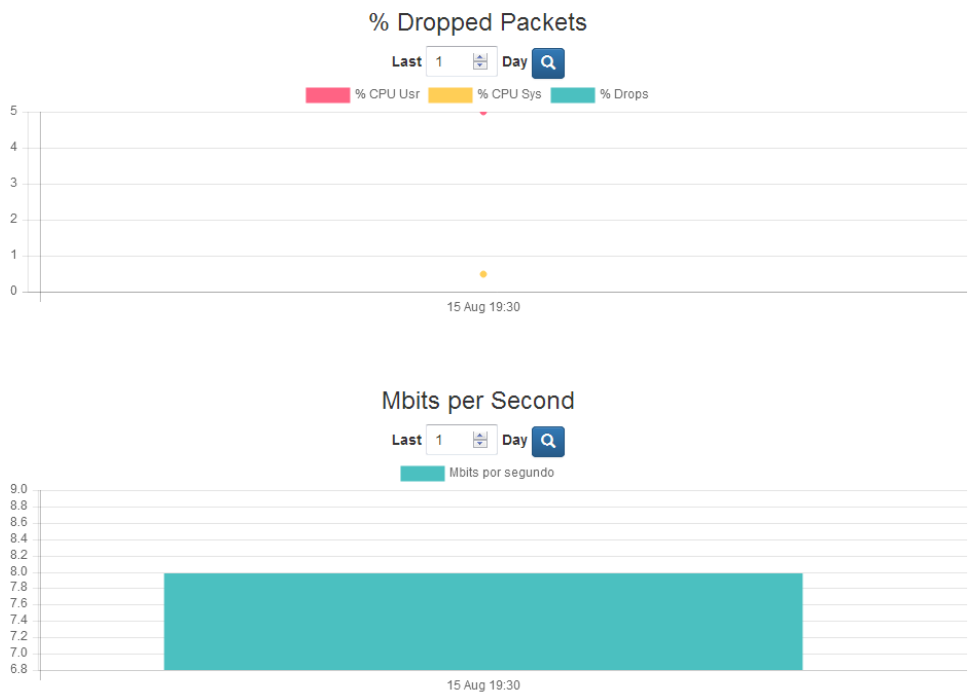 % Dropped Packets
Last 1 Day
% CPU Usr % CPU Sys % Drops
5
4
3
2
1
0
15 Aug 19:30
Mbits per Second
Last 1 Day
Mbits por segundo
9.0
8.8
8.6
8.4
8.2
8.0
7.8
7.6
7.4
7.2
7.0
6.8
15 Aug 19:30